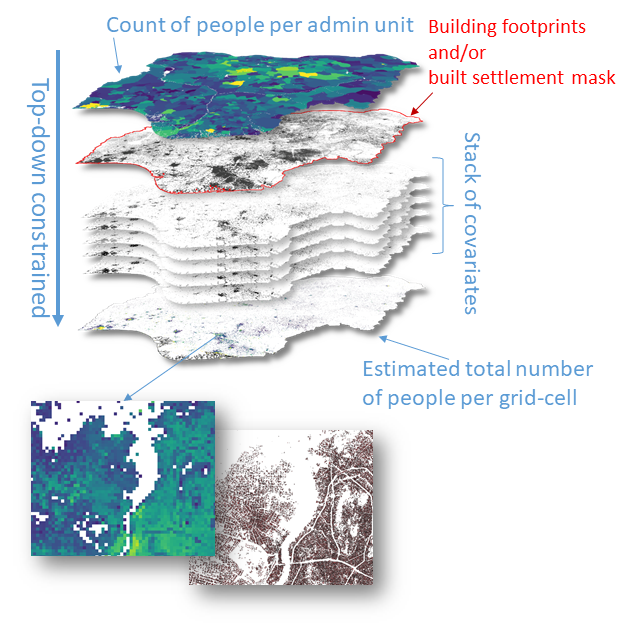 Count of people per admin unit
Building footprints
and/or
built settlement mask
Top-down constrained
Stack of covariates
Estimated total number
of people per grid-cell